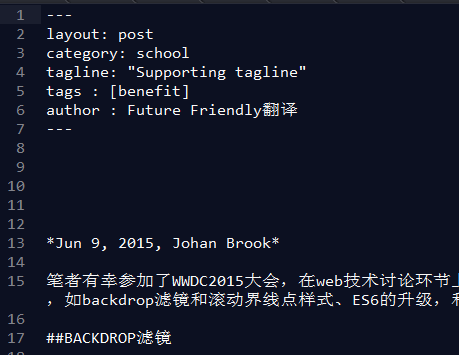 1 ---
2 layout: post
3 category: school
4 tagline: "Supporting tagline"
5 tags : [benefit]
6 author : Future Friendly翻译
7 ---
8
9
10
11
12
13 *Jun 9, 2015, Johan Brook*
14
15 笔者有幸参加了WWDC2015大会，在web技术讨论环节上
，如backdrop滤镜和滚动界线点样式、ES6的升级，和
16
17 ##BACKDROP滤镜